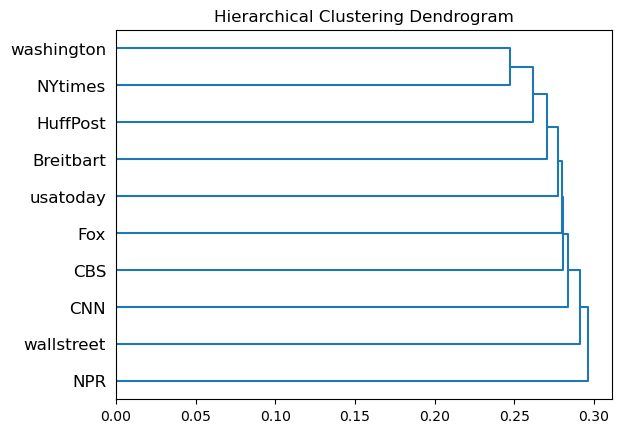 Hierarchical Clustering Dendrogram
washington
NYtimes
HuffPost
Breitbart
usatoday
Fox
CBS
CNN
wallstreet
NPR
0.00 0.05 0.10 0.15 0.20 0.25 0.30